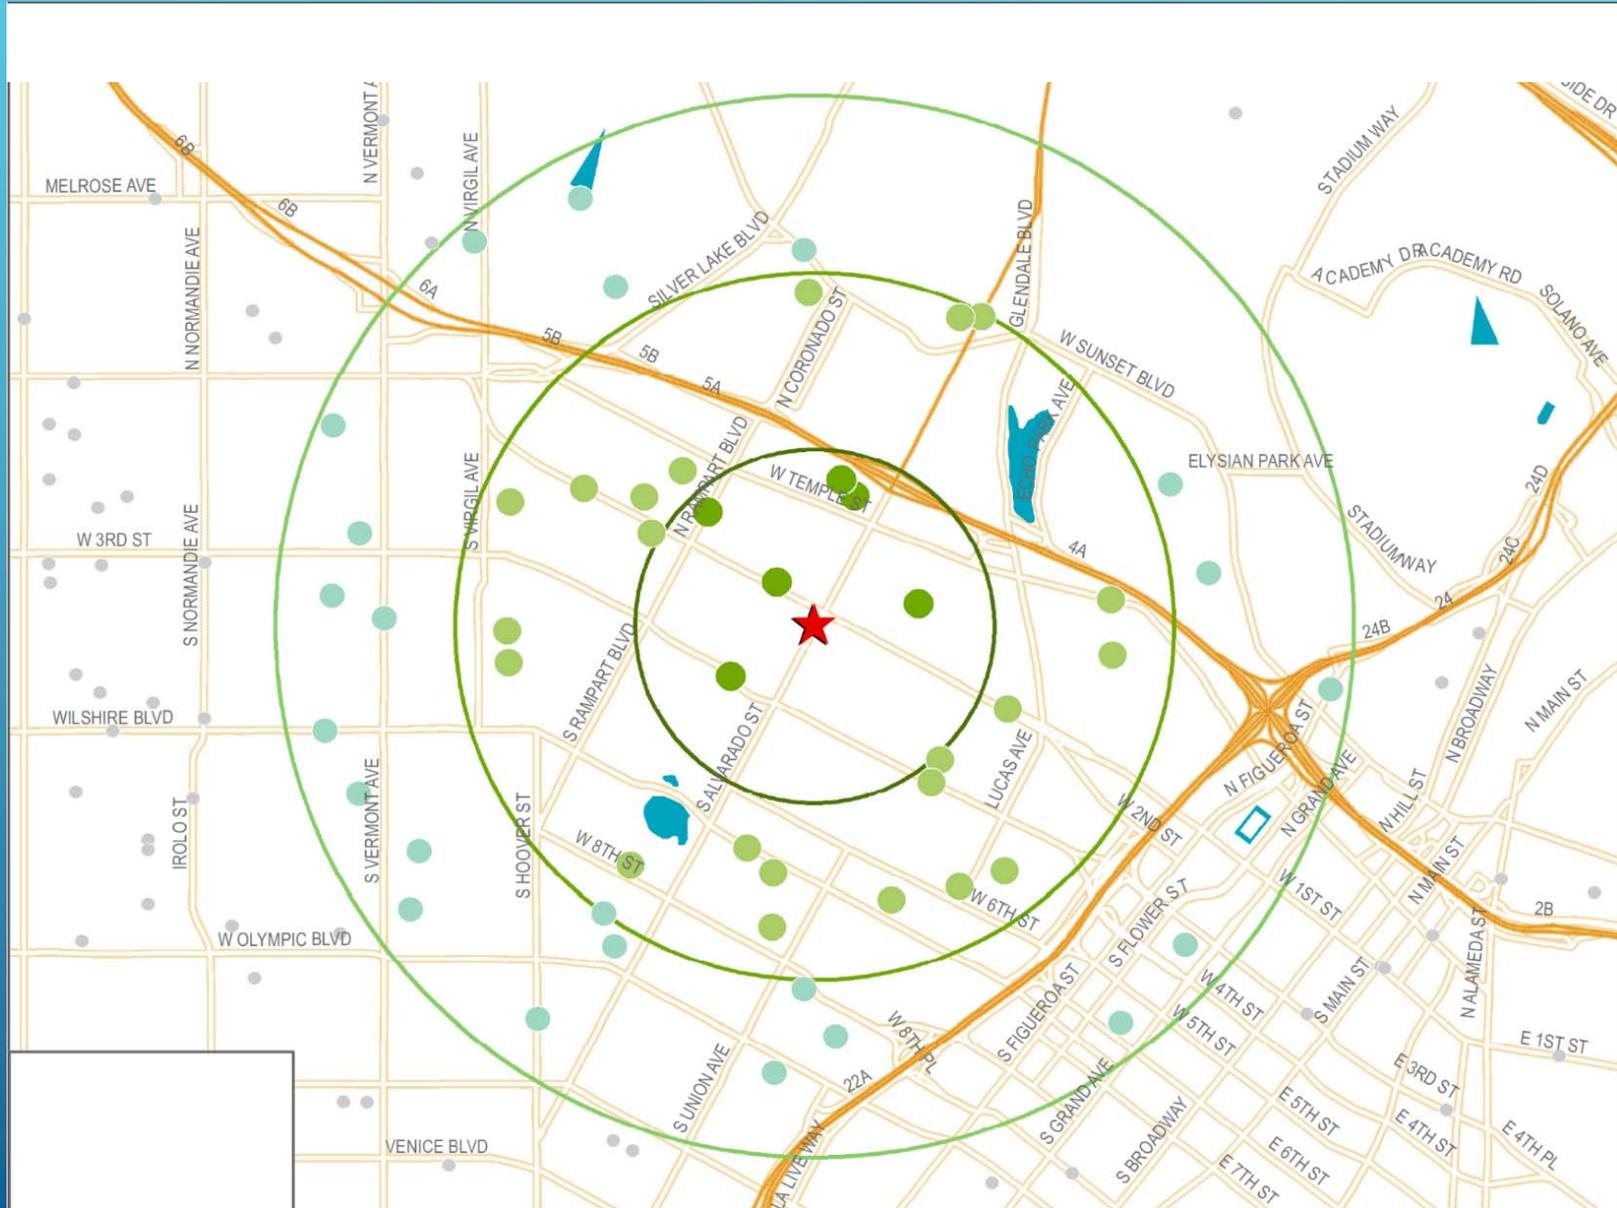 SIDE DR
N VERMONT A
6B
N VIRGIL AVE
STADIUM WAY
MELROSE AVE
6B
SILVER LAKE BLVD
GLENDALE BLVD
N NORMANDIE AVE
ACADEMY DR
ACADEMY RD
6A
SOLANO AVE
5B
5B
N CORONADO ST
W SUNSET BLVD
5A
ECHO PARK AVE
N RAMPART BLVD
ELYSIAN PARK AVE
W TEMPLE ST
24D
S VIRGIL AVE
W 3RD ST
S NORMANDIE AVE
STADIUMWAY
4A
24C
24
24B
S RAMPART BLVD
WILSHIRE BLVD
N BROADWAY
N MAIN ST
S ALVARADO ST
LUCAS AVE
N FIGUEROA ST
N GRAND AVE
IROLO ST
S VERMONT AVE
S HOOVER ST
W 2ND ST
N HILL ST
W 8TH ST
N MAIN ST
W 6TH ST
W 1ST ST
S FLOWER ST
2B
W OLYMPIC BLVD
N ALAMEDA ST
S FIGUEROA ST
W 4TH ST
S MAIN ST
W 5TH ST
W 8TH PL
E 1ST ST
22A
S UNION AVE
S GRAND AVE
E 3RD ST
E 5TH ST
E 4TH ST
E 4TH PL
VENICE BLVD
S BROADWAY
E 6TH ST
E 7TH ST
LA LIVE WAY